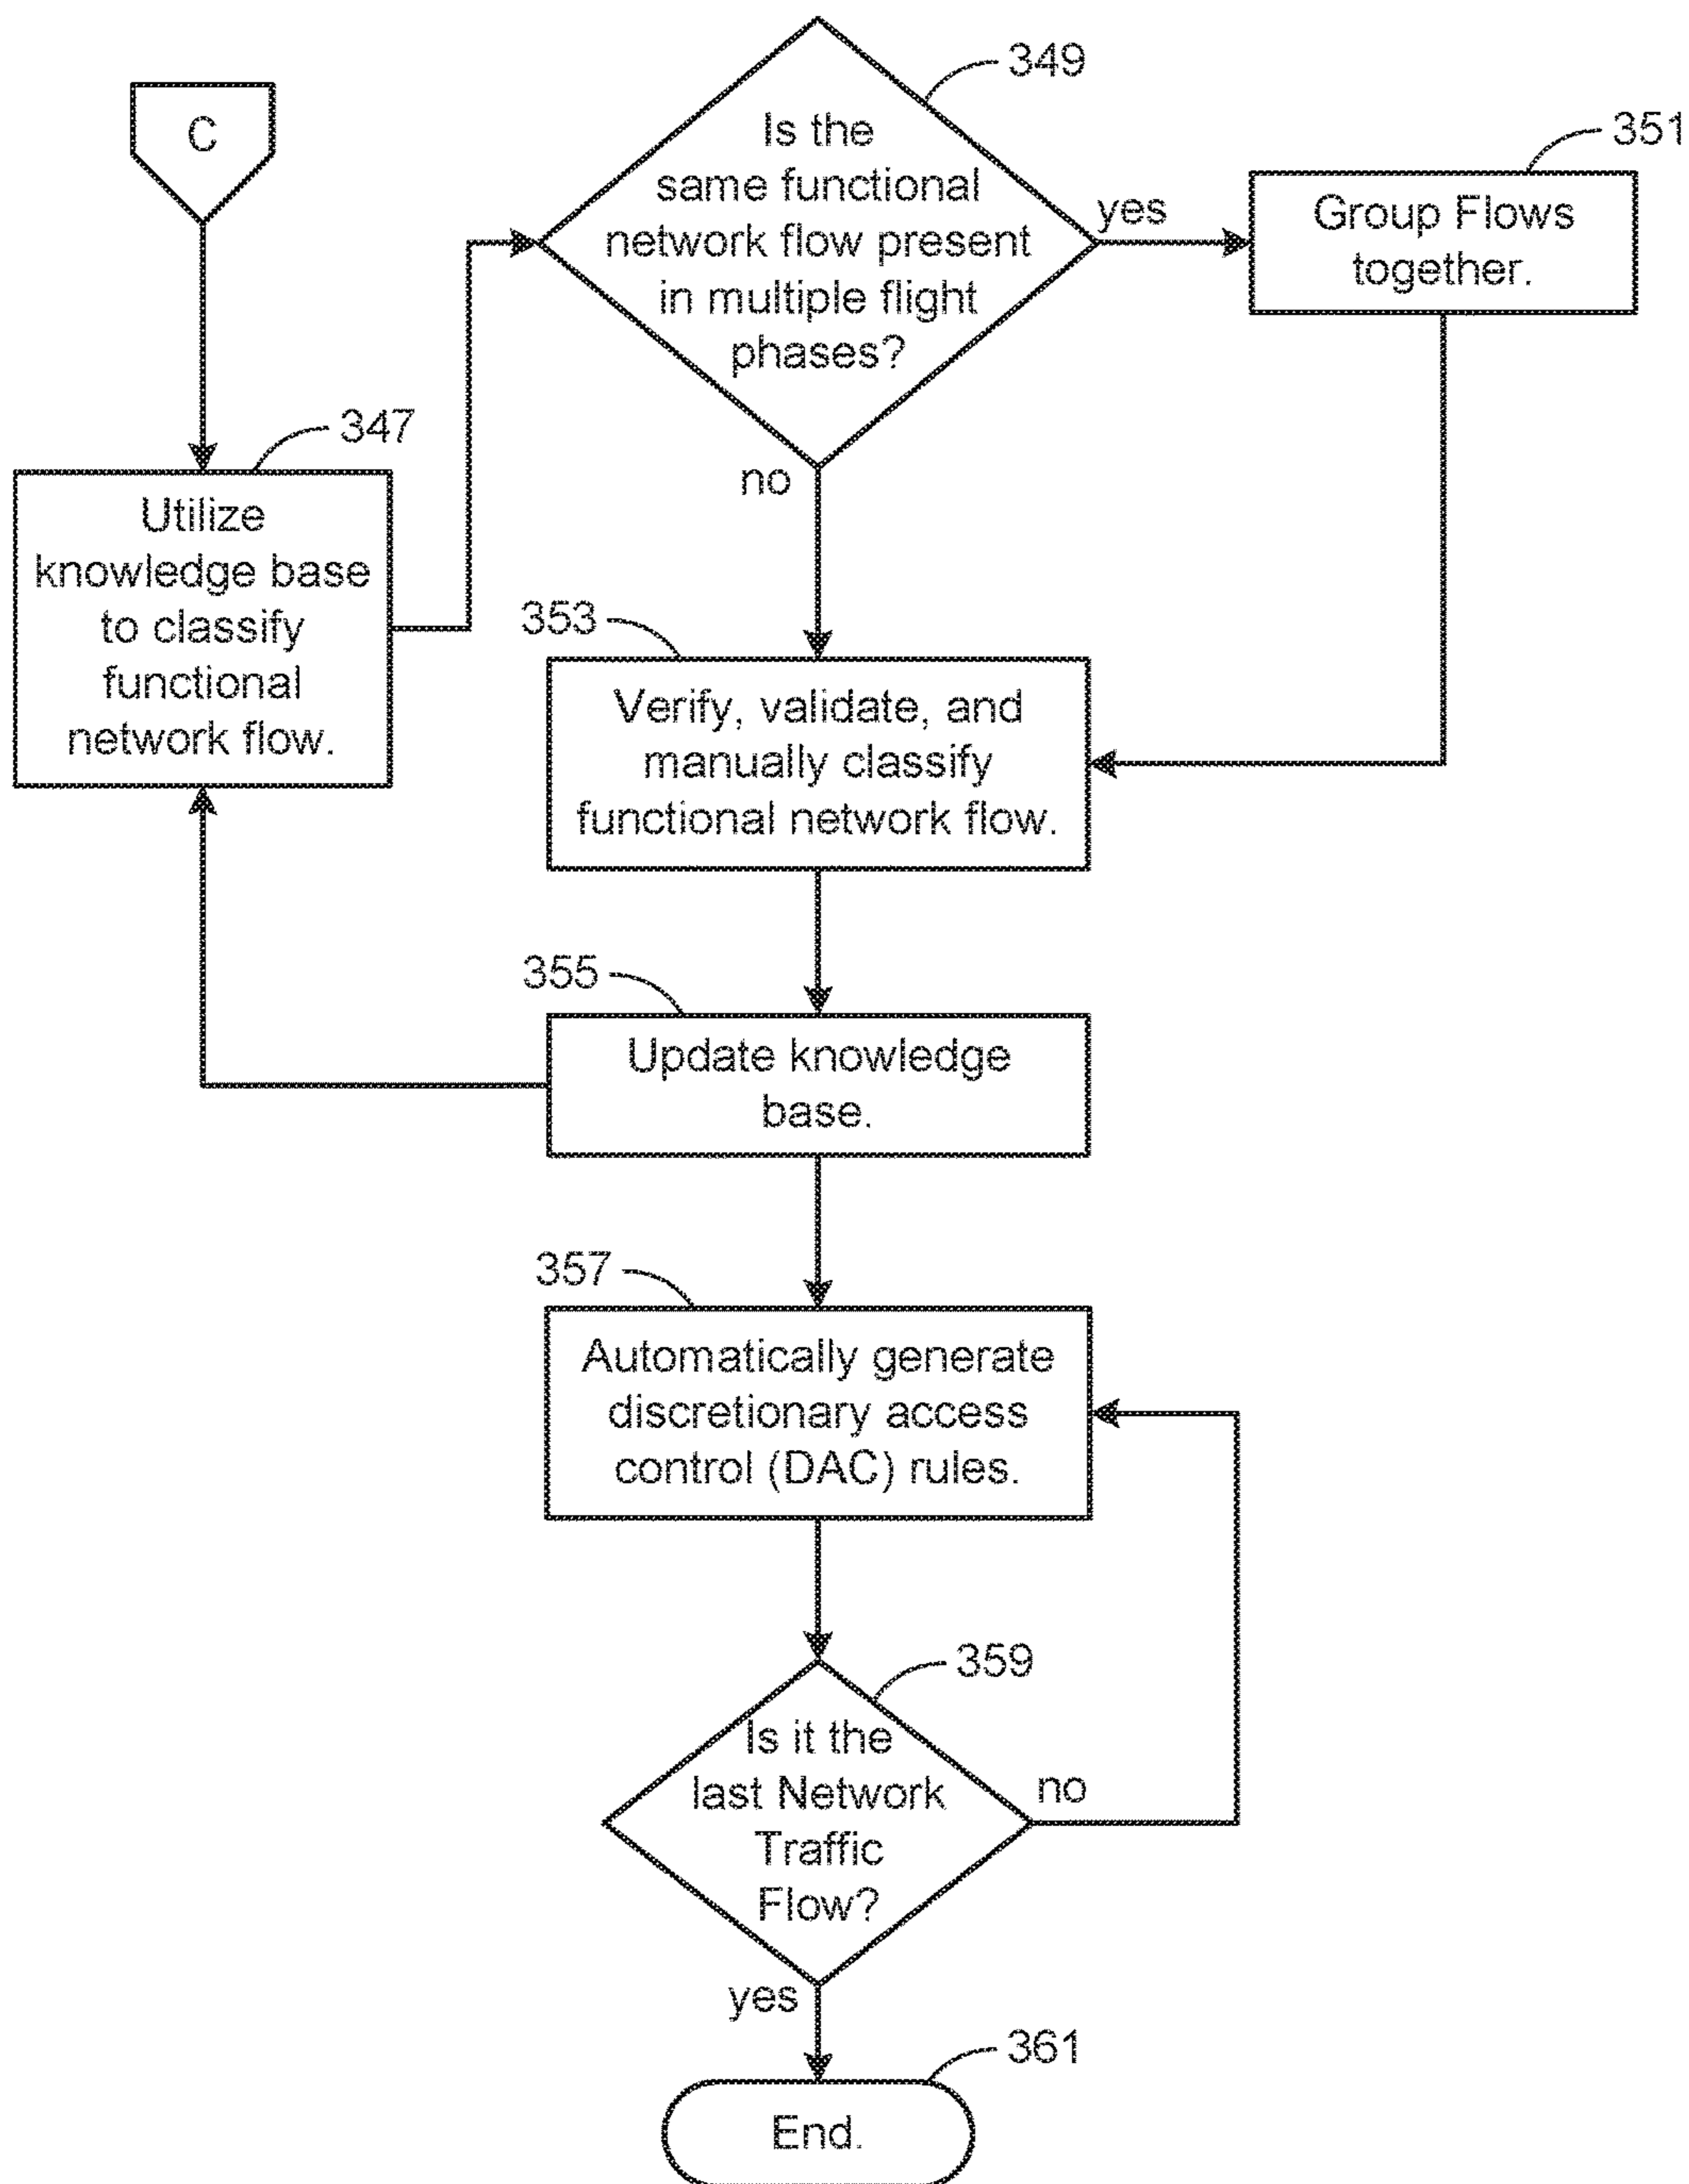 C
347
Utilize
knowledge base
to classify
functional
network flow.
349
Is the
same functional
network flow present
in multiple flight
phases?
yes
no
351
Group Flows
together.
353
Verify, validate, and
manually classify
functional network flow.
355
Update knowledge
base.
357
Automatically generate
discretionary access
control (DAC) rules.
359
Is it the
last Network
Traffic
Flow?
no
yes
361
End.